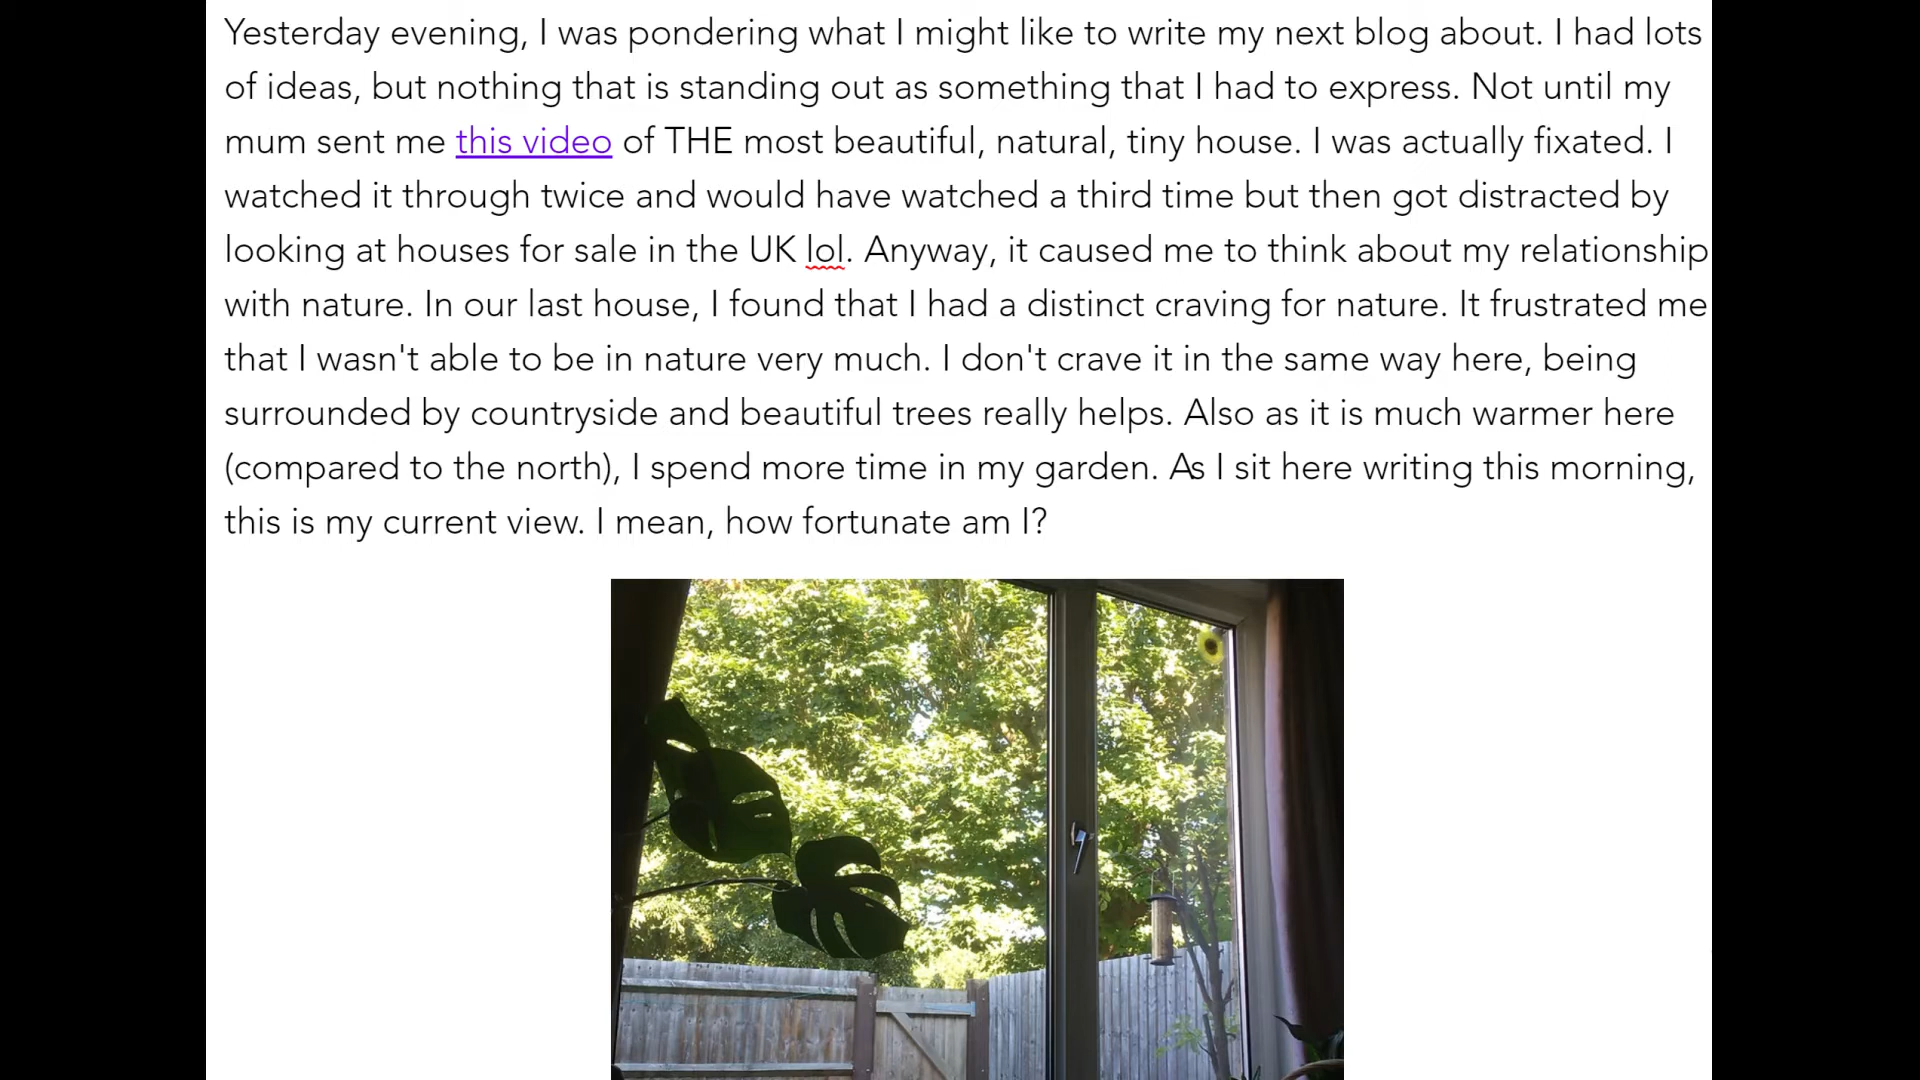 Yesterday evening, I was pondering what I might like to write my next blog about. I had lots
of ideas, but nothing that is standing out as something that I had to express. Not until my
mum sent me this video of THE most beautiful, natural, tiny house. I was actually fixated. I
watched it through twice and would have watched a third time but then got distracted by
looking at houses for sale in the UK lol. Anyway, it caused me to think about my relationship
with nature. In our last house, I found that I had a distinct craving for nature. It frustrated me
that I wasn't able to be in nature very much. I don't crave it in the same way here, being
surrounded by countryside and beautiful trees really helps. Also as it is much warmer here
(compared to the north), I spend more time in my garden. As I sit here writing this morning,
this is my current view. I mean, how fortunate am I?